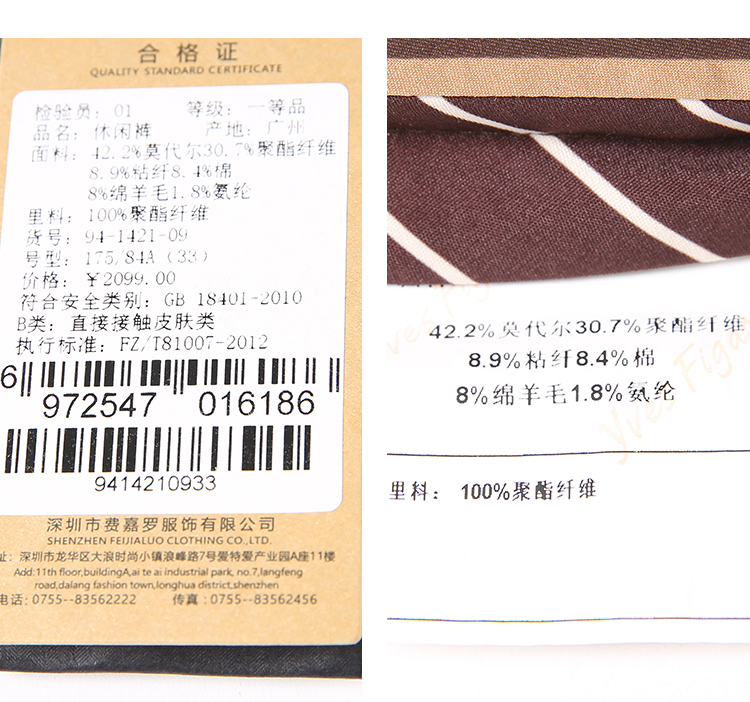 合格证
QUALITY STANDARD CERTIFICATE
检验员：01 等级：一等品
品名：休闲裤 产地：广州
面料：42.2%莫代尔30.7%聚酯纤维
8.9%粘纤8.4%棉
8%绵羊毛1.8%氨纶
里料：100%聚酯纤维
货号：94-1421-09
号型：175/84A (33)
价格：￥2099.00
符合安全类别：GB 18401-2010
B类：直接接触皮肤类
执行标准：FZ/T81007-2012
6 972547 016186
9414210933
深圳市费嘉罗服饰有限公司
SHENZHEN FEIJIALUO CLOTHING CO.,LTD.
址：深圳市龙华区大浪时尚小镇浪峰路7号爱特爱产业园A座11楼
Add:11th floor,buildingA,ai te ai industrial park, no.7,langfeng
road,dalang fashion town,longhua district,shenzhen
电话：0755--83562222 传真：0755--83562456
42.2%莫代尔30.7%聚酯纤维
8.9%粘纤8.4%棉
8%绵羊毛1.8%氨纶
里料： 100%聚酯纤维